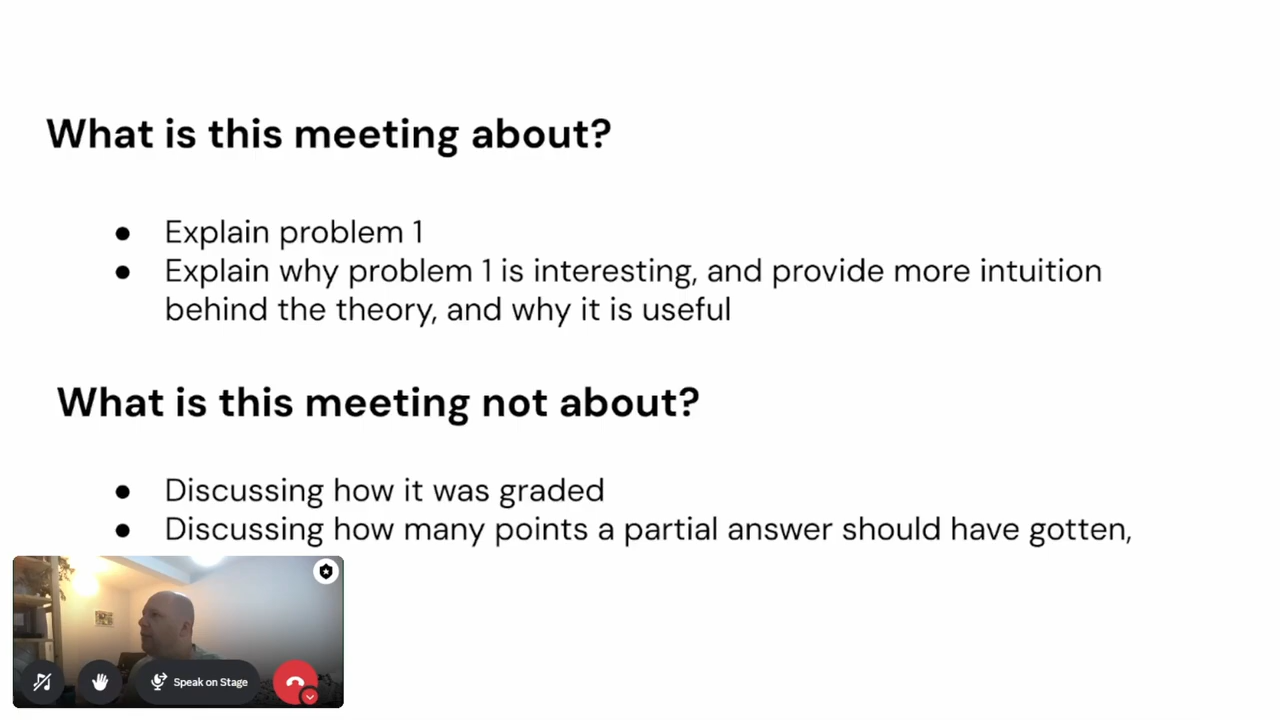 What is this meeting about?
● Explain problem 1
● Explain why problem 1 is interesting, and provide more intuition
behind the theory, and why it is useful
What is this meeting not about?
● Discussing how it was graded
● Discussing how many points a partial answer should have gotten,
Speak on Stage